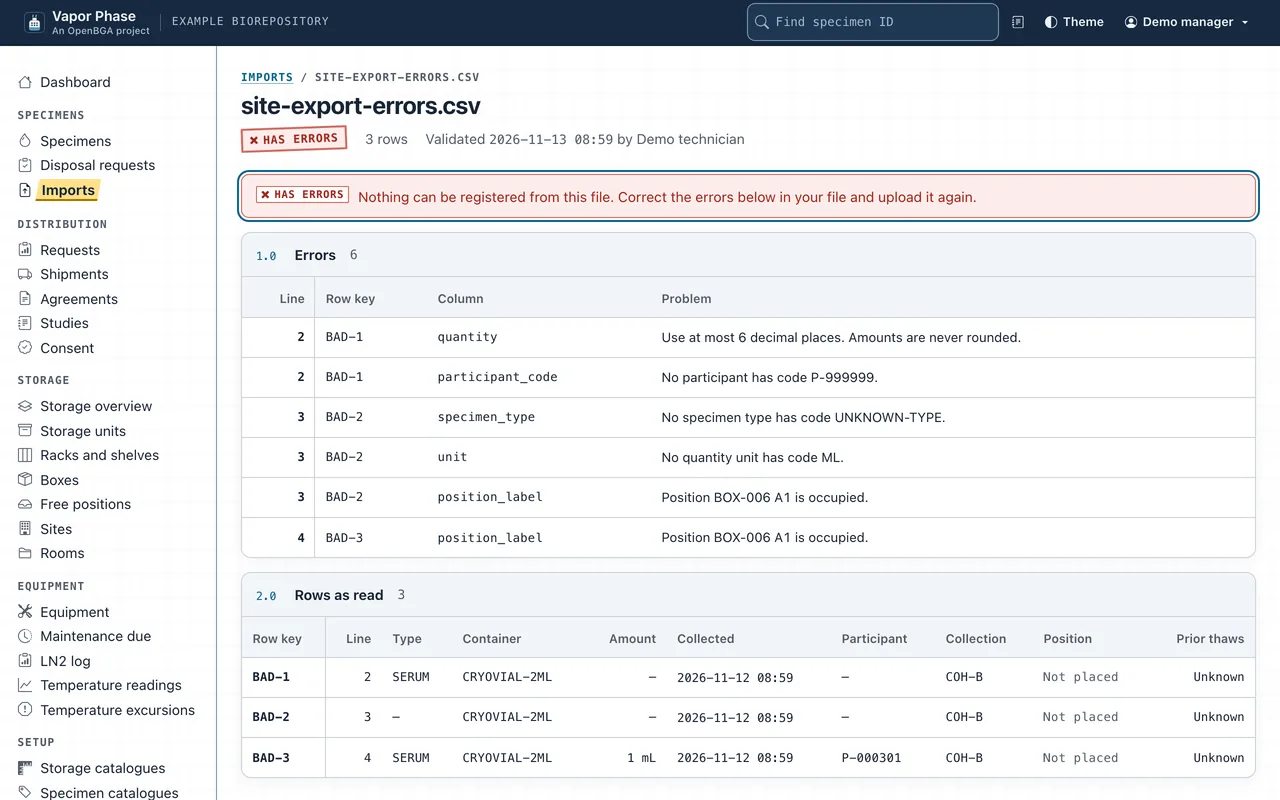 Vapor Phase
An OpenBGA project
EXAMPLE BIOREPOSITORY
Find specimen ID
Theme
Demo manager
Dashboard
SPECIMENS
Specimens
Disposal requests
Imports
DISTRIBUTION
Requests
Shipments
Agreements
Studies
Consent
STORAGE
Storage overview
Storage units
Racks and shelves
Boxes
Free positions
Sites
Rooms
EQUIPMENT
Equipment
Maintenance due
LN2 log
Temperature readings
Temperature excursions
SETUP
Storage catalogues
Specimen catalogues
IMPORTS / SITE-EXPORT-ERRORS.CSV
site-export-errors.csv
HAS ERRORS 3 rows Validated 2026-11-13 08:59 by Demo technician
HAS ERRORS Nothing can be registered from this file. Correct the errors below in your file and upload it again.
1.0 Errors 6
Line Row key Column Problem
2 BAD-1 quantity Use at most 6 decimal places. Amounts are never rounded.
2 BAD-1 participant_code No participant has code P-999999.
3 BAD-2 specimen_type No specimen type has code UNKNOWN-TYPE.
3 BAD-2 unit No quantity unit has code ML.
3 BAD-2 position_label Position BOX-006 A1 is occupied.
4 BAD-3 position_label Position BOX-006 A1 is occupied.
2.0 Rows as read 3
Row key Line Type Container Amount Collected Participant Collection Position Prior thaws
BAD-1 2 SERUM CRYOVIAL-2ML — 2026-11-12 08:59 — COH-B Not placed Unknown
BAD-2 3 — CRYOVIAL-2ML — 2026-11-12 08:59 — COH-B Not placed Unknown
BAD-3 4 SERUM CRYOVIAL-2ML 1 mL 2026-11-12 08:59 P-000301 COH-B Not placed Unknown